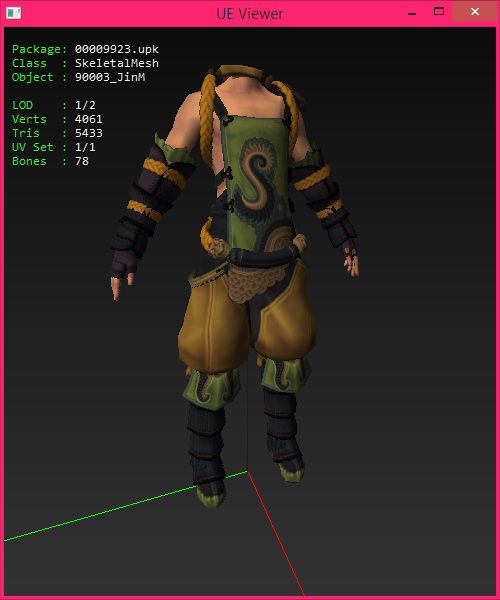 UE Viewer
Package: 00009923.upk
Class  : SkeletalMesh
Object : 90003_JinM
LOD    : 1/2
Verts  : 4061
Tris   : 5433
UV Set : 1/1
Bones  : 78